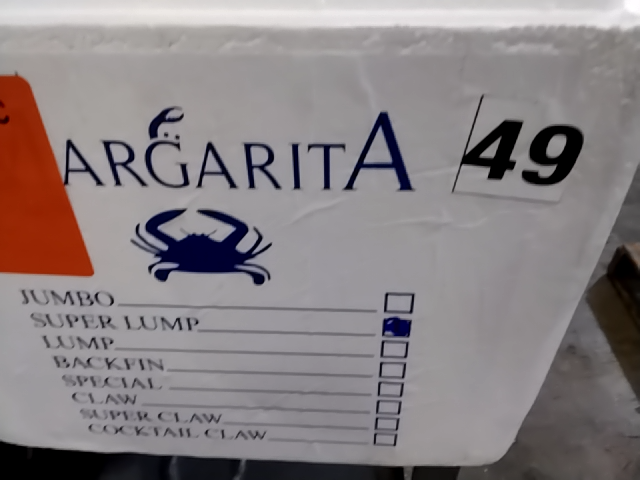 ARGARITA
49
JUMBO
SUPER LUMP
LUMP
BACKFIN
SPECIAL
CLAW
SUPER CLAW
COCKTAIL CLAW